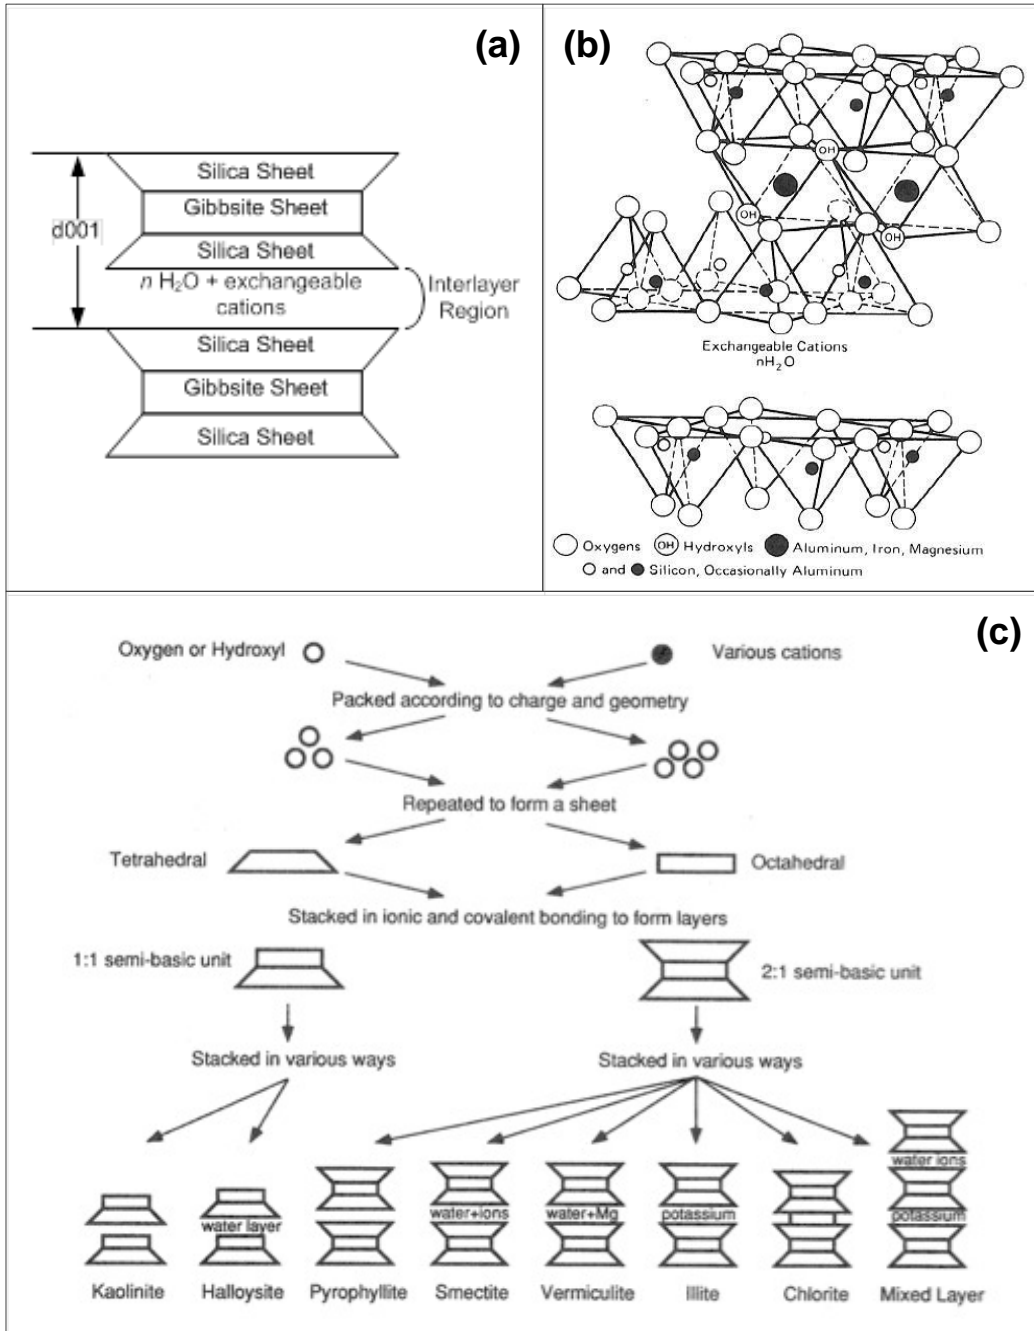 (a)
Silica Sheet
Gibbsite Sheet
Silica Sheet
d001
n H₂O + exchangeable
cations
Interlayer
Region
Silica Sheet
Gibbsite Sheet
Silica Sheet
(b)
OH
OH
OH
Exchangeable Cations
nH₂O
Oxygens OH Hydroxyls Aluminum, Iron, Magnesium
and Silicon, Occasionally Aluminum
(c)
Oxygen or Hydroxyl Various cations
Packed according to charge and geometry
Repeated to form a sheet
Tetrahedral Octahedral
Stacked in ionic and covalent bonding to form layers
1:1 semi-basic unit 2:1 semi-basic unit
Stacked in various ways Stacked in various ways
water ions
water layer water+ions water+Mg potassium potassium
Kaolinite Halloysite Pyrophyllite Smectite Vermiculite Illite Chlorite Mixed Layer